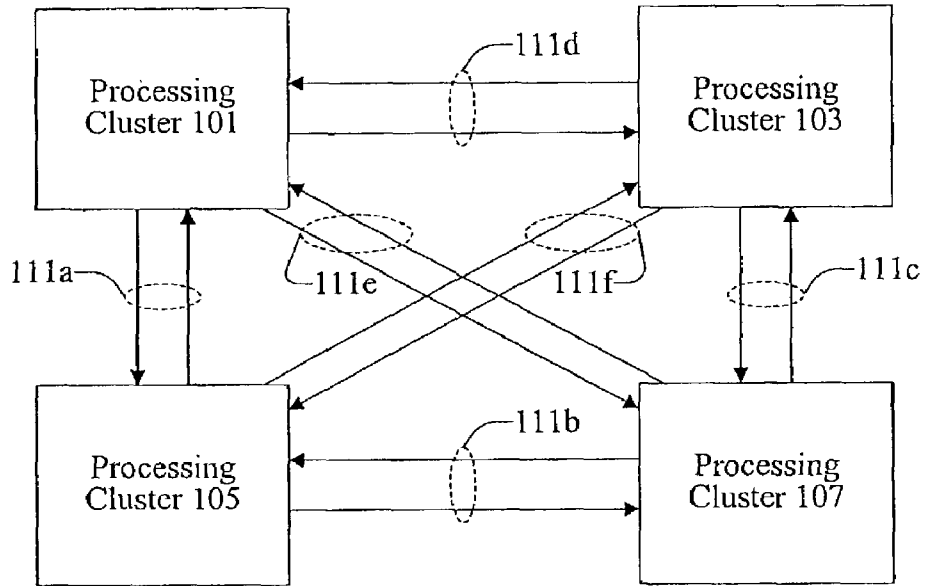 111d
Processing
Cluster 101
Processing
Cluster 103
111a
111e
111f
111c
111b
Processing
Cluster 105
Processing
Cluster 107